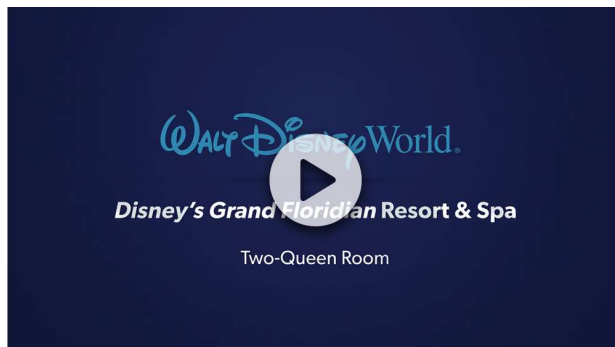 Walt Disney World.
Disney's Grand Floridian Resort & Spa
Two-Queen Room